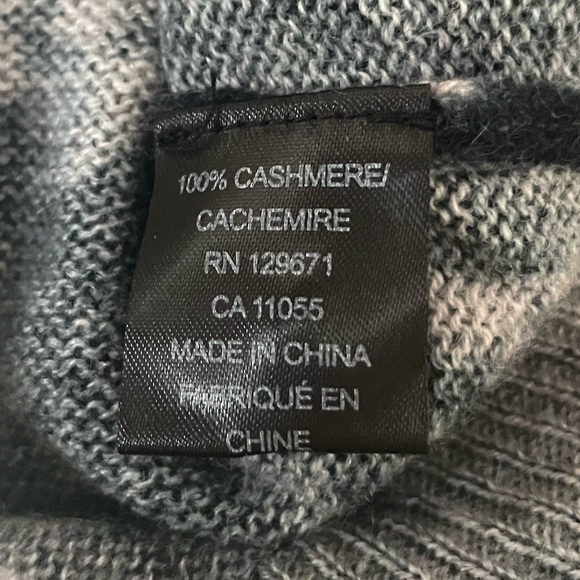 100% CASHMERE/
CACHEMIRE
RN 129671
CA 11055
MADE IN CHINA
FABRIQUÉ EN
CHINE